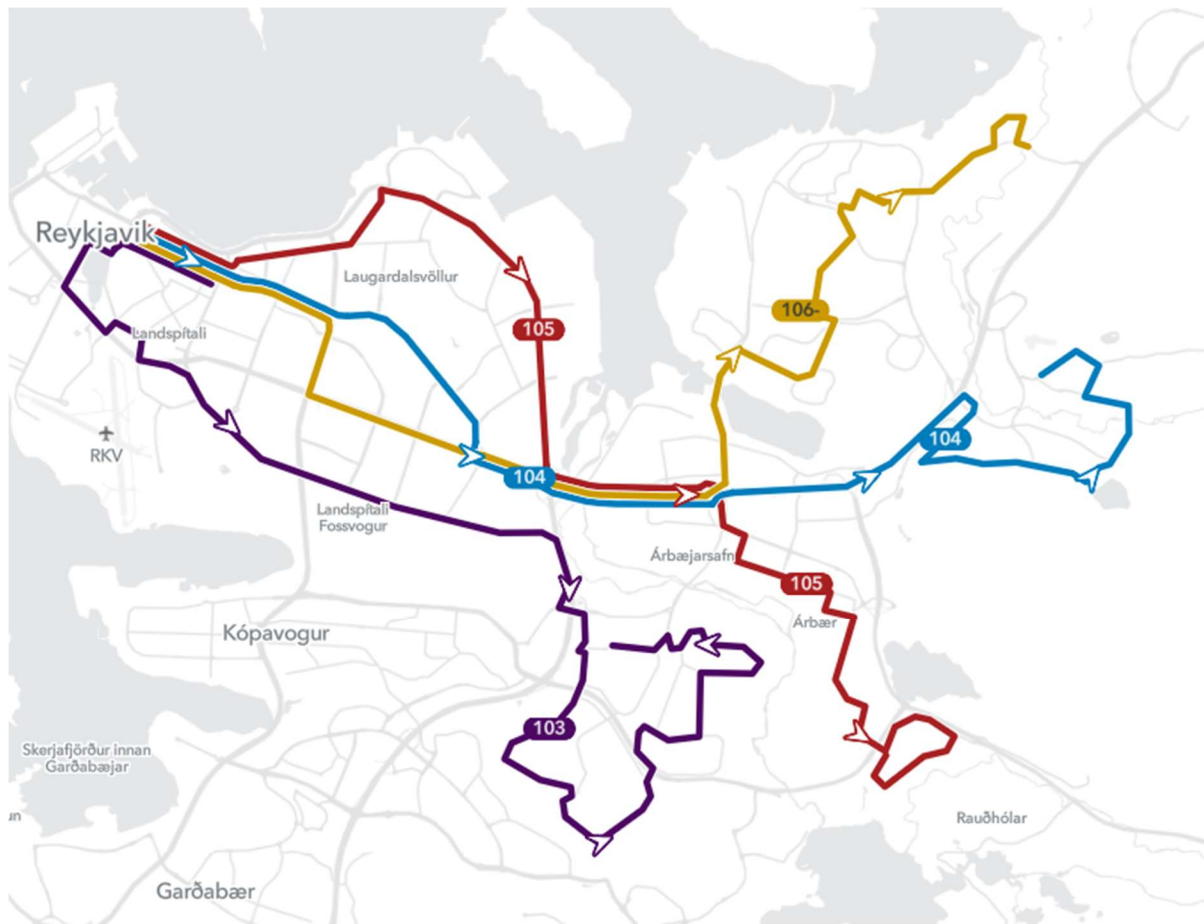 Reykjavik
Laugardalsvöllur
106-
105
Landspítali
104
RKV
104
Landspítali
Fossvogur
Árbæjarsafn
105
Árbær
Kópavogur
103
Skerjafjörður innan
Garðabæjar
un
Rauðhólar
Garðabær